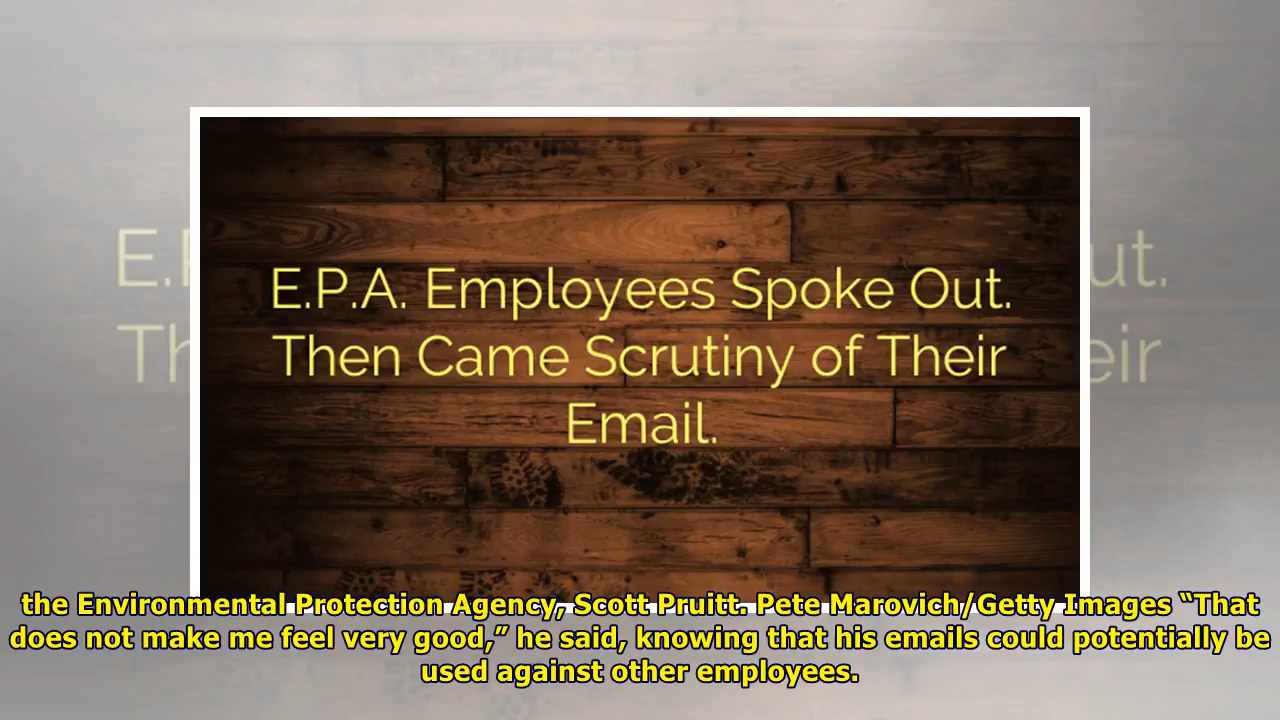 E.P.A. Employees Spoke Out.
Then Came Scrutiny of Their
Email.
the Environmental Protection Agency, Scott Pruitt. Pete Marovich/Getty Images “That
does not make me feel very good,” he said, knowing that his emails could potentially be
used against other employees.